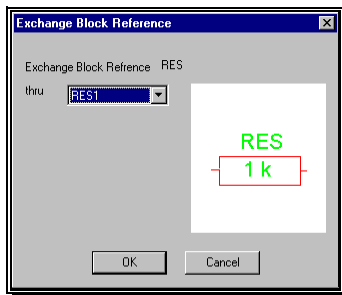 Exchange Block Reference
Exchange Block Refrence RES
thru RES1
RES
1 k
OK Cancel